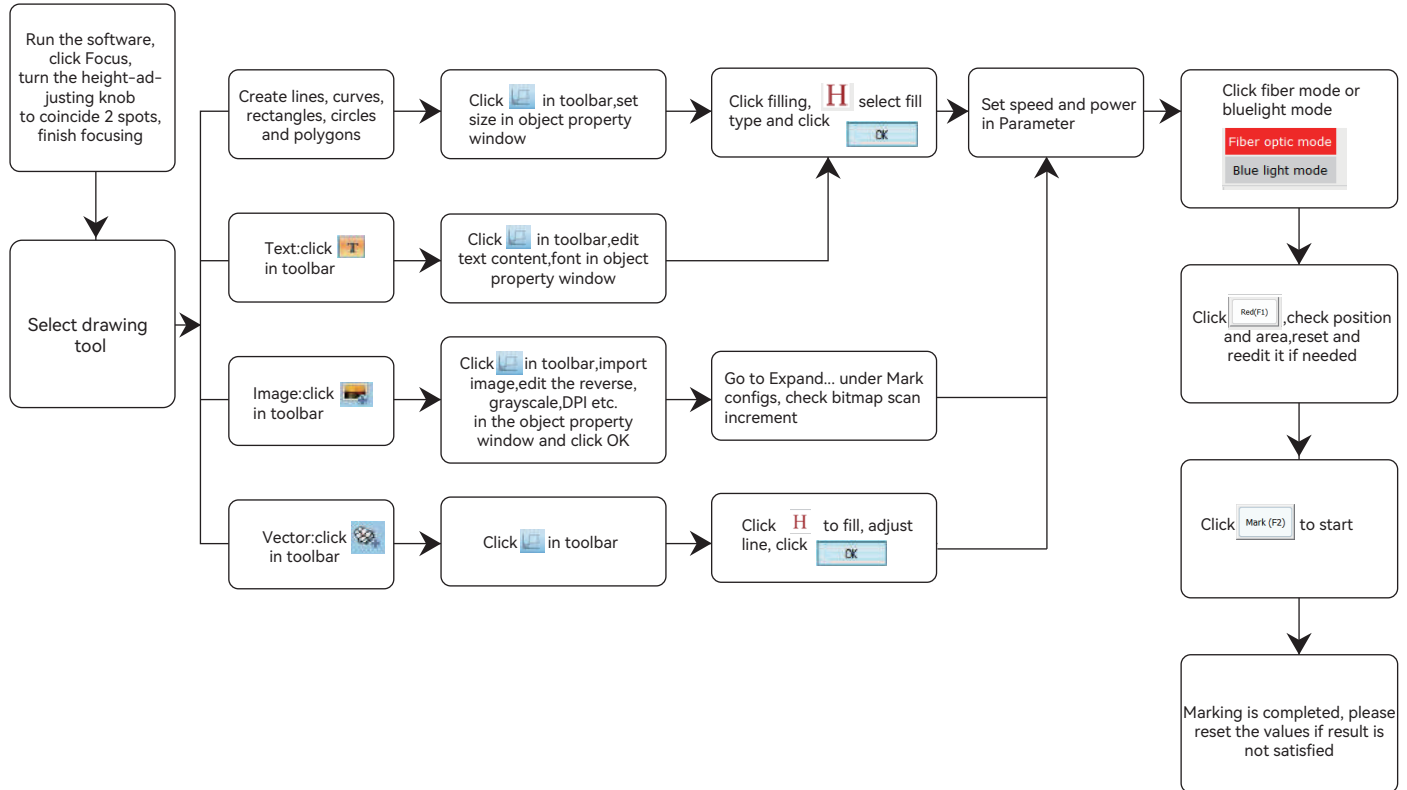 Run the software,
click Focus,
turn the height-ad-
justing knob
to coincide 2 spots,
finish focusing
Select drawing
tool
Create lines, curves,
rectangles, circles
and polygons
Click in toolbar,set
size in object property
window
Click filling, H select fill
type and click
OK
Set speed and power
in Parameter
Click fiber mode or
bluelight mode
Fiber optic mode
Blue light mode
Text:click T
in toolbar
Click in toolbar,edit
text content,font in object
property window
Image:click
in toolbar
Click in toolbar,import
image,edit the reverse,
grayscale,DPI etc.
in the object property
window and click OK
Go to Expand... under Mark
configs, check bitmap scan
increment
Vector:click
in toolbar
Click in toolbar
Click H to fill, adjust
line, click OK
Click Red(F1) ,check position
and area,reset and
reedit it if needed
Click Mark (F2) to start
Marking is completed, please
reset the values if result is
not satisfied